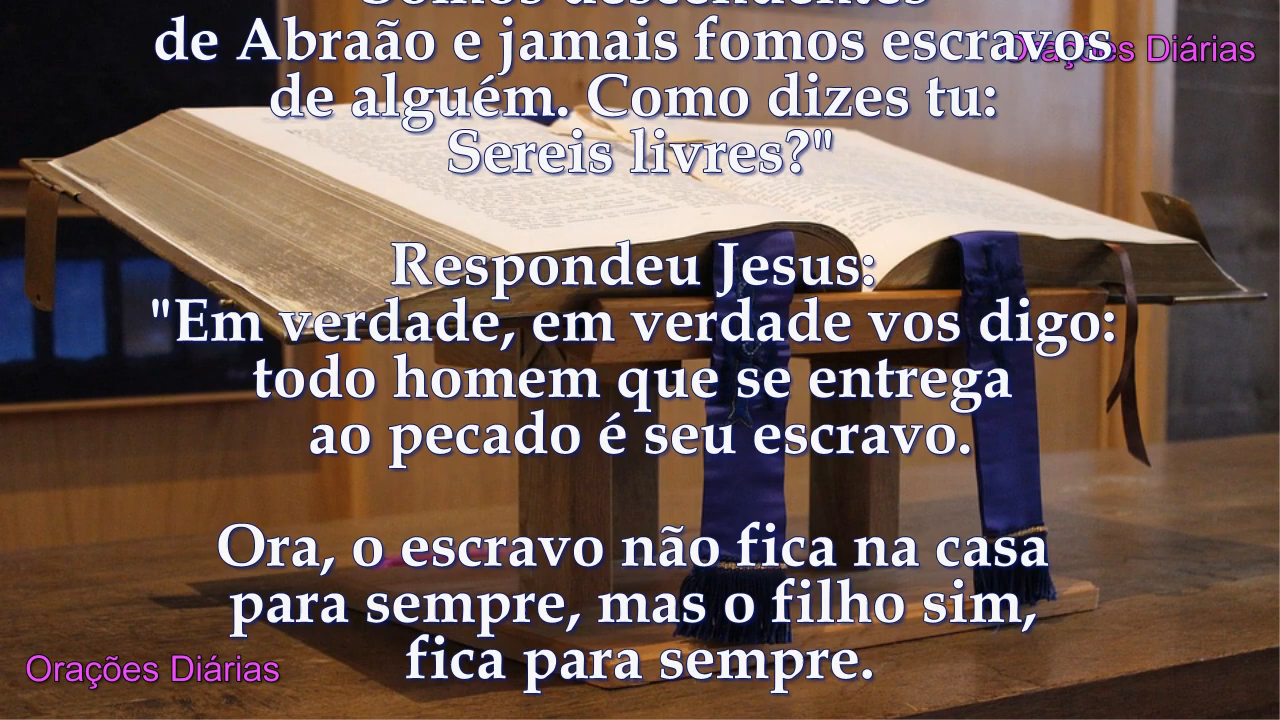 de Abraão e jamais fomos escravos
Orações Diárias
de alguém. Como dizes tu:
Sereis livres?"
Respondeu Jesus:
"Em verdade, em verdade vos digo:
todo homem que se entrega
ao pecado é seu escravo.
Ora, o escravo não fica na casa
para sempre, mas o filho sim,
fica para sempre.
Orações Diárias